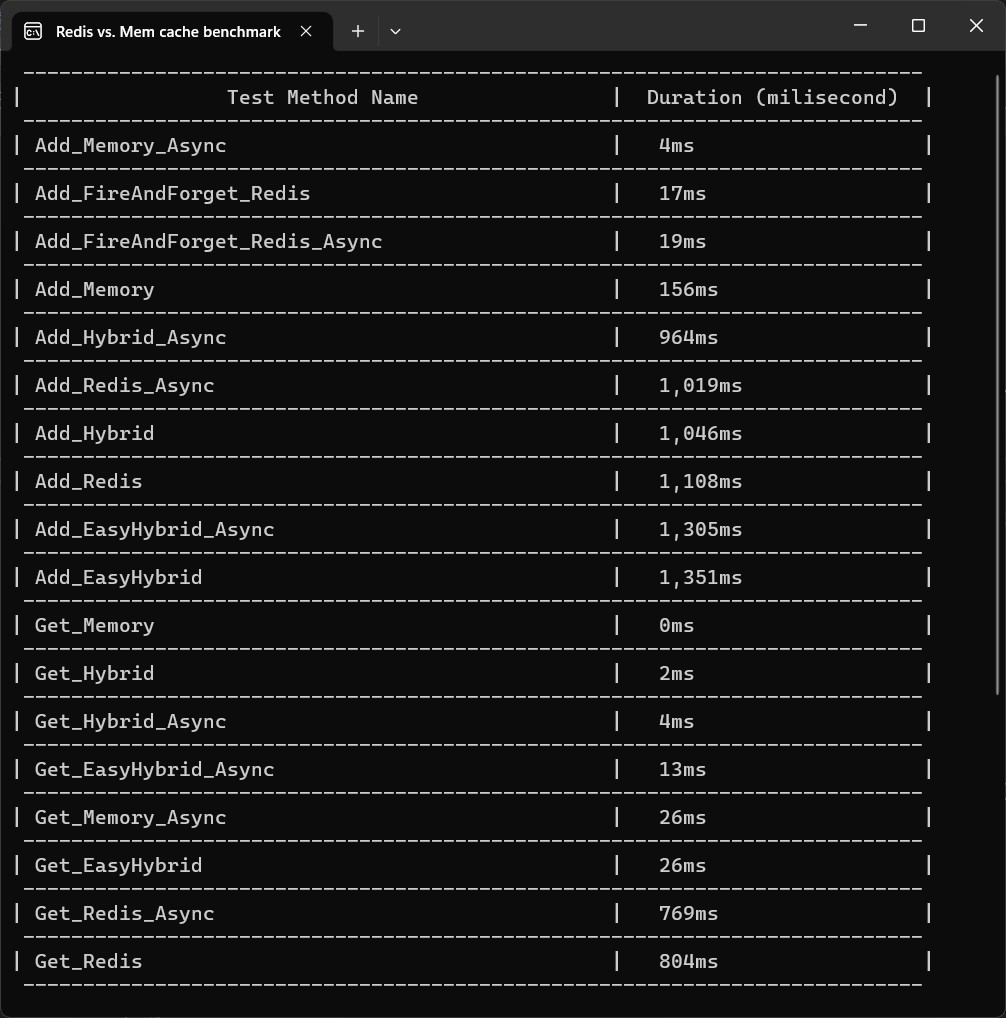 Redis vs. Mem cache benchmark
| Test Method Name | Duration (milisecond) |
| Add_Memory_Async | 4ms |
| Add_FireAndForget_Redis | 17ms |
| Add_FireAndForget_Redis_Async | 19ms |
| Add_Memory | 156ms |
| Add_Hybrid_Async | 964ms |
| Add_Redis_Async | 1,019ms |
| Add_Hybrid | 1,046ms |
| Add_Redis | 1,108ms |
| Add_EasyHybrid_Async | 1,305ms |
| Add_EasyHybrid | 1,351ms |
| Get_Memory | 0ms |
| Get_Hybrid | 2ms |
| Get_Hybrid_Async | 4ms |
| Get_EasyHybrid_Async | 13ms |
| Get_Memory_Async | 26ms |
| Get_EasyHybrid | 26ms |
| Get_Redis_Async | 769ms |
| Get_Redis | 804ms |